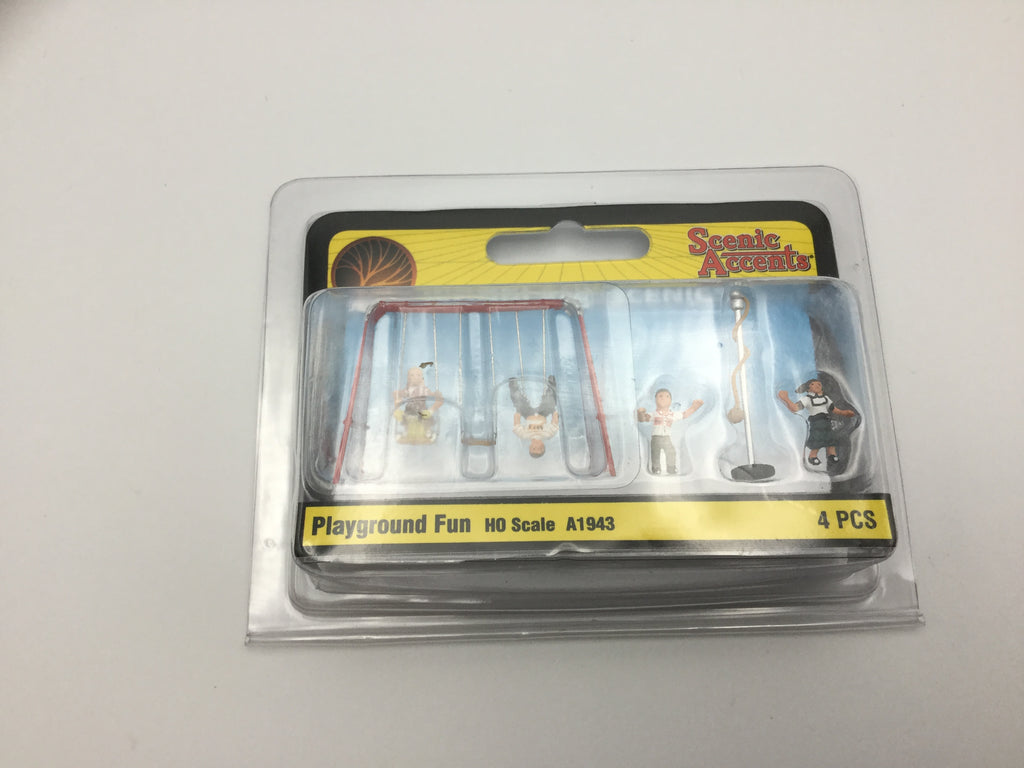 Scenic
Accents®
Playground Fun HO Scale A1943
4 PCS